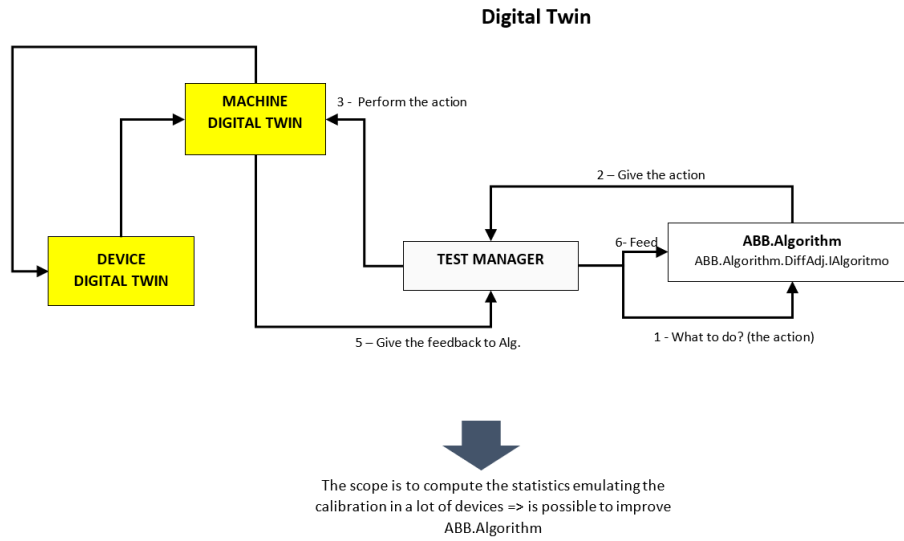 Digital Twin
MACHINE
DIGITAL TWIN
3 - Perform the action
2 – Give the action
DEVICE
DIGITAL TWIN
TEST MANAGER
6- Feed
ABB.Algorithm
ABB.Algorithm.DiffAdj.IAlgoritmo
5 – Give the feedback to Alg.
1 - What to do? (the action)
The scope is to compute the statistics emulating the
calibration in a lot of devices => is possible to improve
ABB.Algorithm